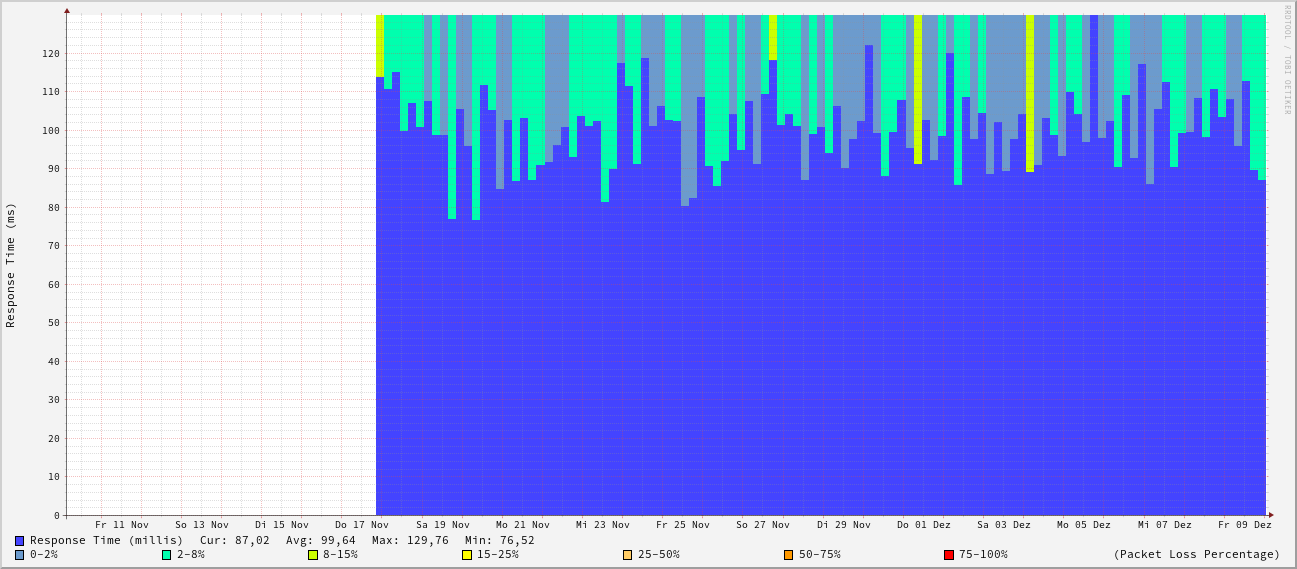 RRDTOOL / TOBI OETIKER
Response Time (ms)
120
110
100
90
80
70
60
50
40
30
20
10
0
Fr 11 Nov So 13 Nov Di 15 Nov Do 17 Nov Sa 19 Nov Mo 21 Nov Mi 23 Nov Fr 25 Nov So 27 Nov Di 29 Nov Do 01 Dez Sa 03 Dez Mo 05 Dez Mi 07 Dez Fr 09 Dez
Response Time (millis) Cur: 87,02 Avg: 99,64 Max: 129,76 Min: 76,52
0-2% 2-8% 8-15% 15-25% 25-50% 50-75% 75-100% (Packet Loss Percentage)